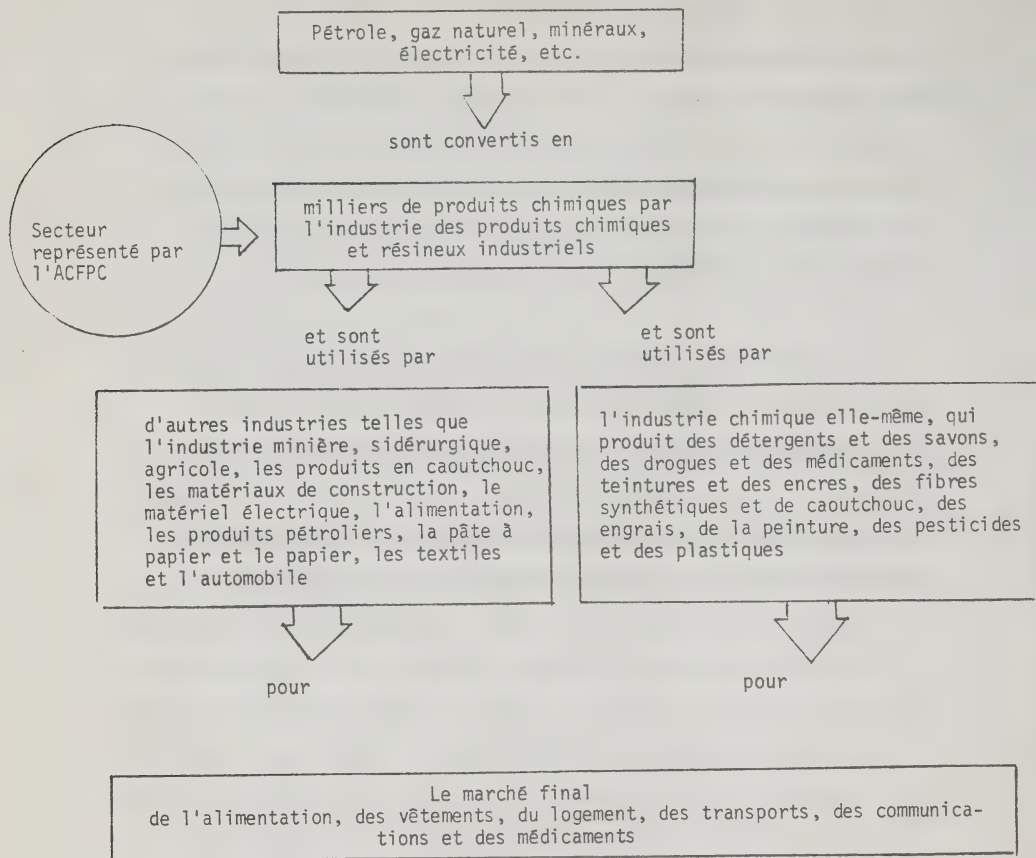 Pétrole, gaz naturel, minéraux,
électricité, etc.
sont convertis en
Secteur
représenté par
l'ACFPC
milliers de produits chimiques par
l'industrie des produits chimiques
et résineux industriels
et sont
utilisés par
et sont
utilisés par
d'autres industries telles que
l'industrie minière, sidérurgique,
agricole, les produits en caoutchouc,
les matériaux de construction, le
matériel électrique, l'alimentation,
les produits pétroliers, la pâte à
papier et le papier, les textiles
et l'automobile
l'industrie chimique elle-même, qui
produit des détergents et des savons,
des drogues et des médicaments, des
teintures et des encres, des fibres
synthétiques et de caoutchouc, des
engrais, de la peinture, des pesticides
et des plastiques
pour
pour
Le marché final
de l'alimentation, des vêtements, du logement, des transports, des communica-
tions et des médicaments